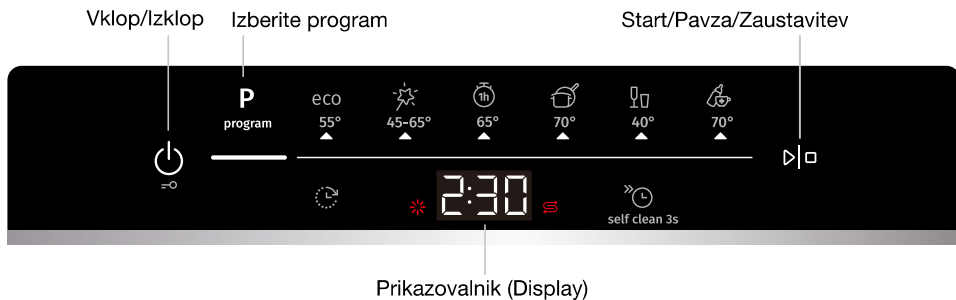 Vklop/Izklop Izberite program Start/Pavza/Zaustavitev
P
program
eco 1h
55° 45-65° 65° 70° 40° 70°
2:30
self clean 3s
Prikazovalnik (Display)